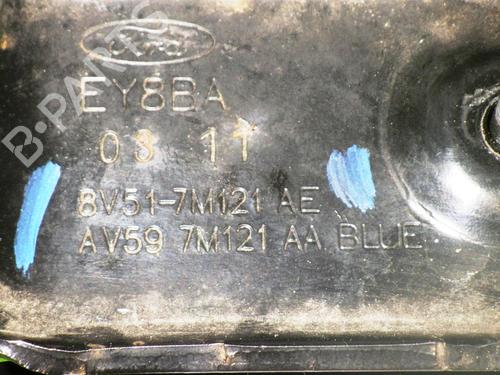 Ford
EY8BA
03 11
8V51-7M121 AE
AV59 7M121 AA BLUE
B-PARTS